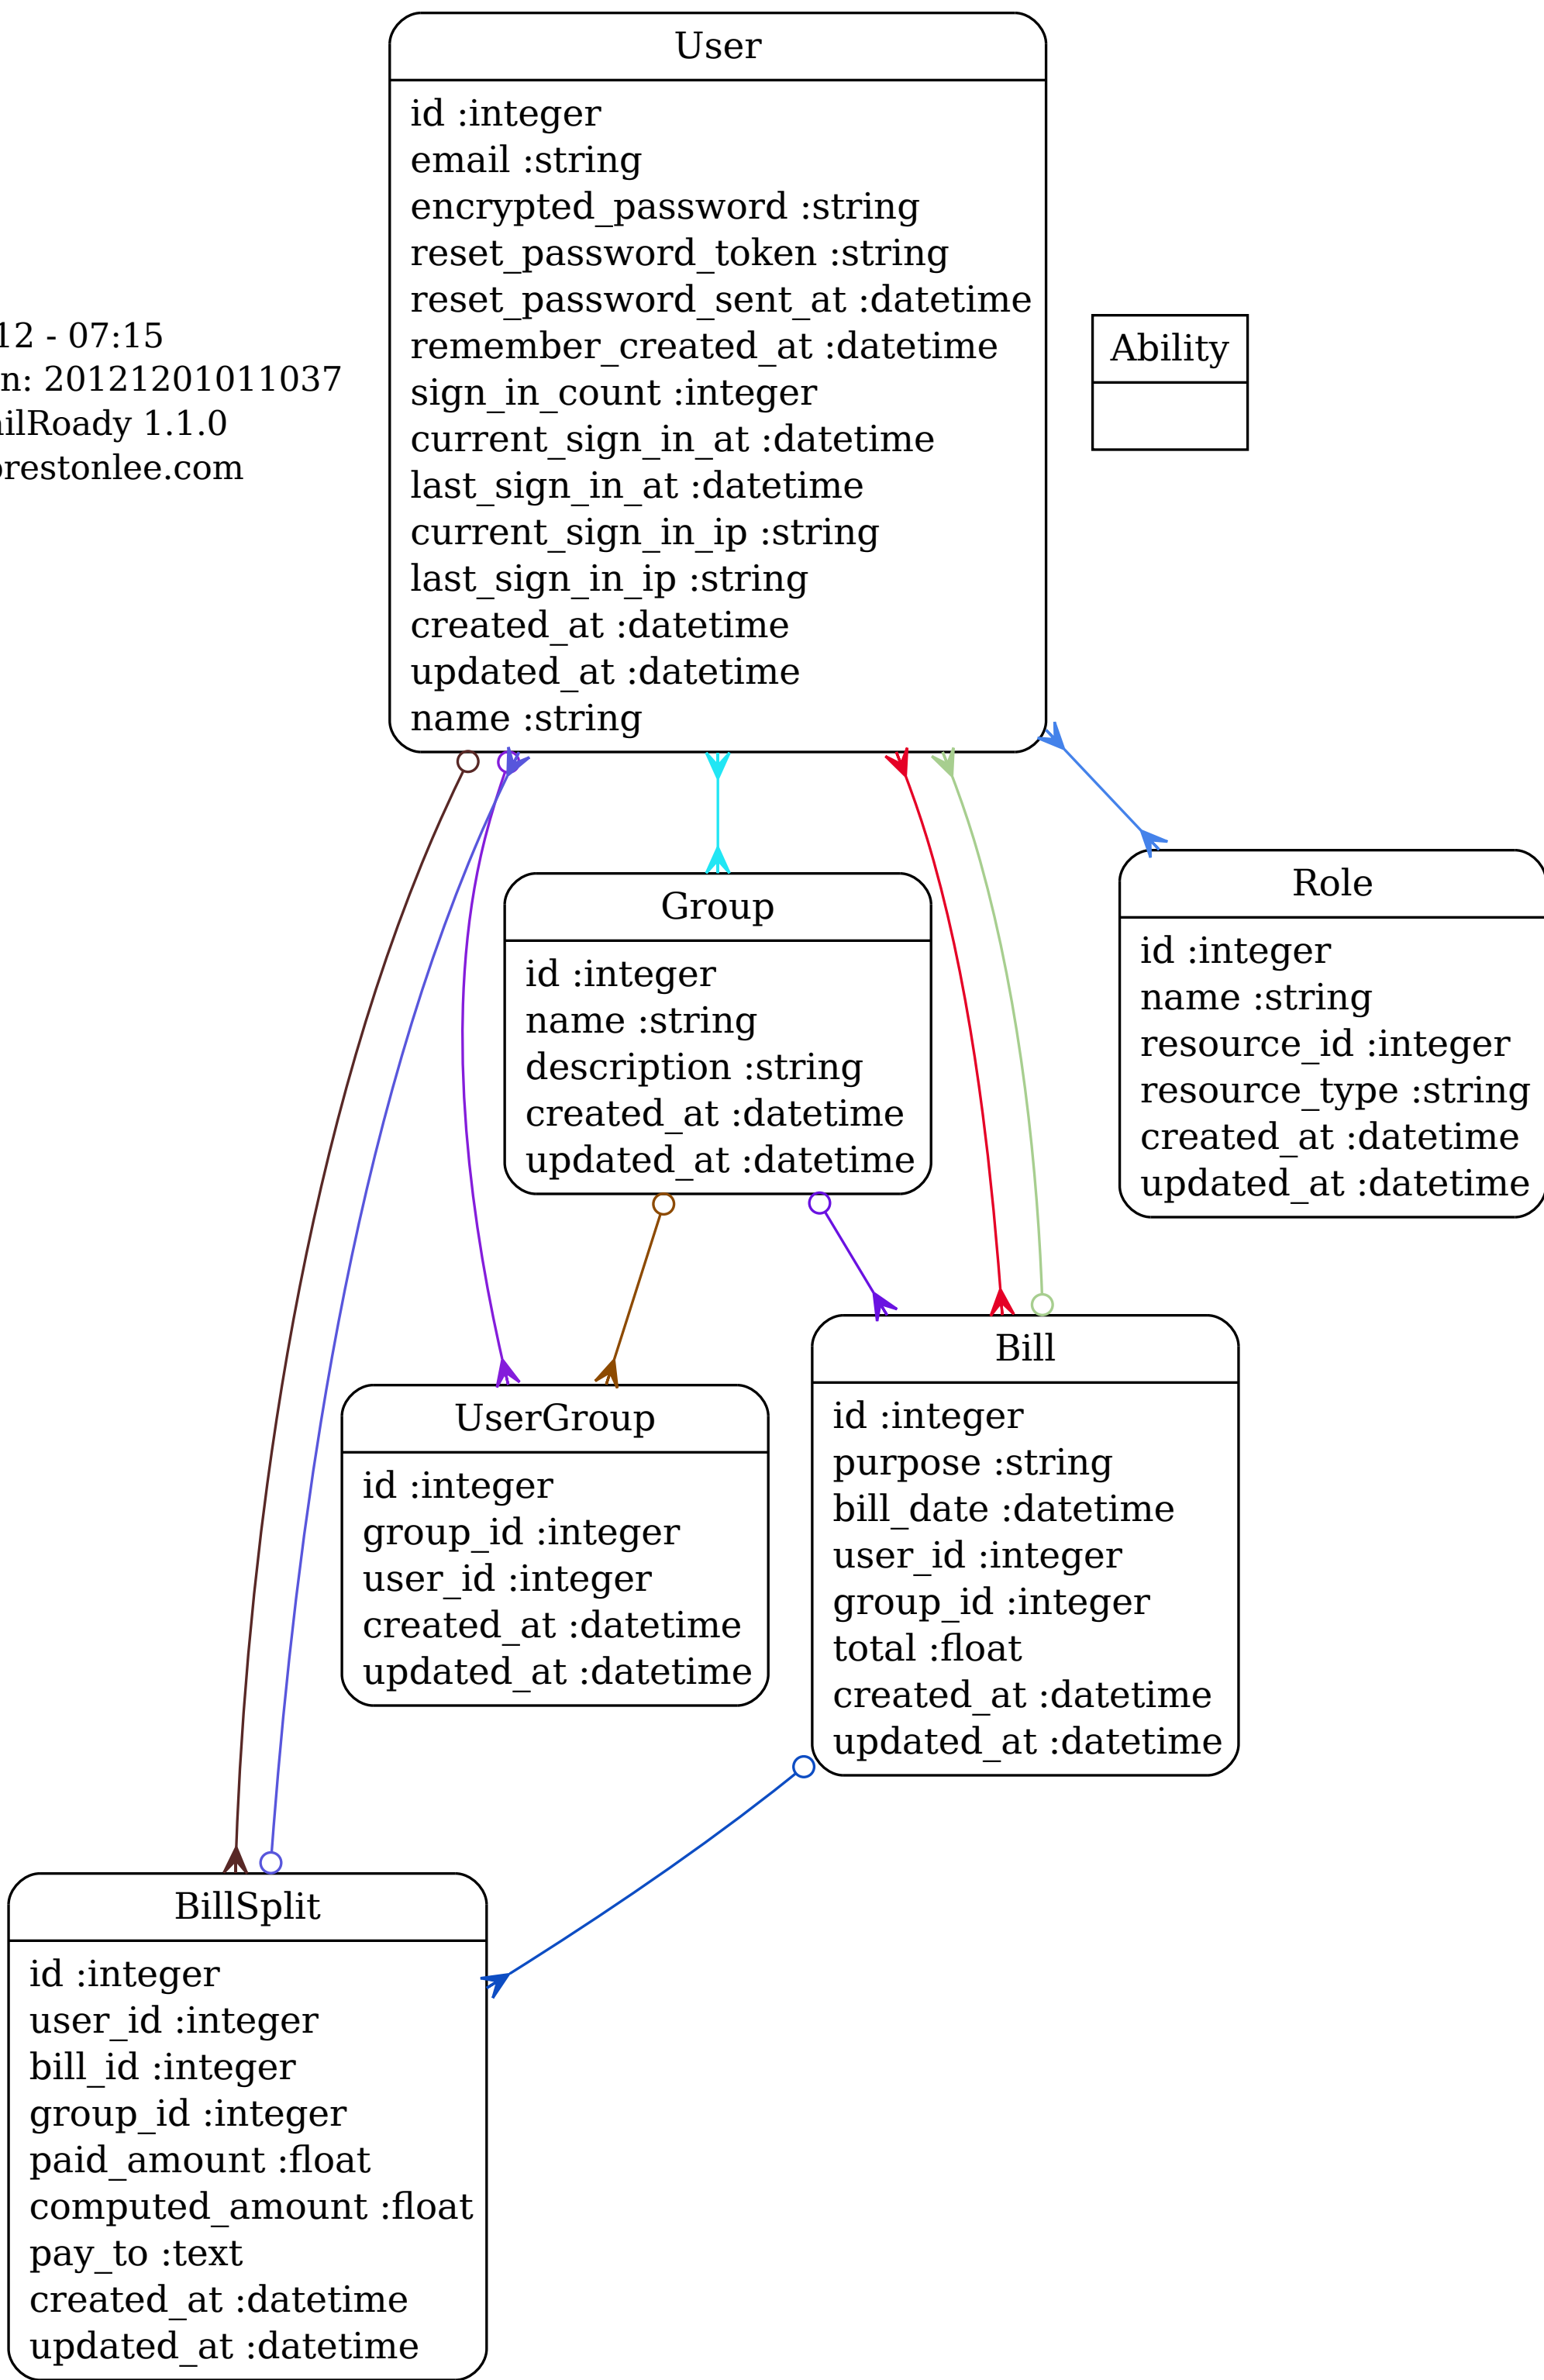 User
id :integer
email :string
encrypted_password :string
reset_password_token :string
reset_password_sent_at :datetime
remember_created_at :datetime
sign_in_count :integer
current_sign_in_at :datetime
last_sign_in_at :datetime
current_sign_in_ip :string
last_sign_in_ip :string
created_at :datetime
updated_at :datetime
name :string
12 - 07:15
n: 20121201011037
ailRoady 1.1.0
prestonlee.com
Ability
Group
id :integer
name :string
description :string
created_at :datetime
updated_at :datetime
Role
id :integer
name :string
resource_id :integer
resource_type :string
created_at :datetime
updated_at :datetime
UserGroup
id :integer
group_id :integer
user_id :integer
created_at :datetime
updated_at :datetime
Bill
id :integer
purpose :string
bill_date :datetime
user_id :integer
group_id :integer
total :float
created_at :datetime
updated_at :datetime
BillSplit
id :integer
user_id :integer
bill_id :integer
group_id :integer
paid_amount :float
computed_amount :float
pay_to :text
created_at :datetime
updated_at :datetime